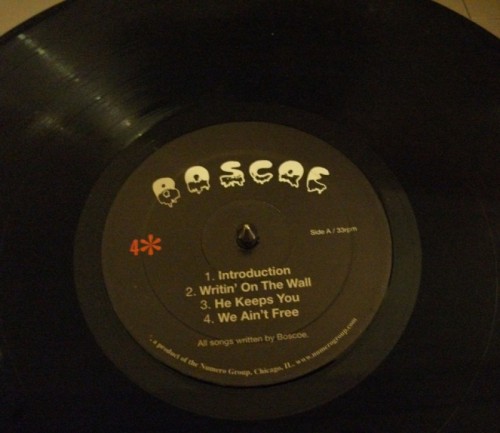 BOSCOE
4*
Side A / 33rpm
1. Introduction
2. Writin' On The Wall
3. He Keeps You
4. We Ain't Free
All songs written by Boscoe.
, a product of the Numero Group, Chicago, IL, www.numerogroup.com